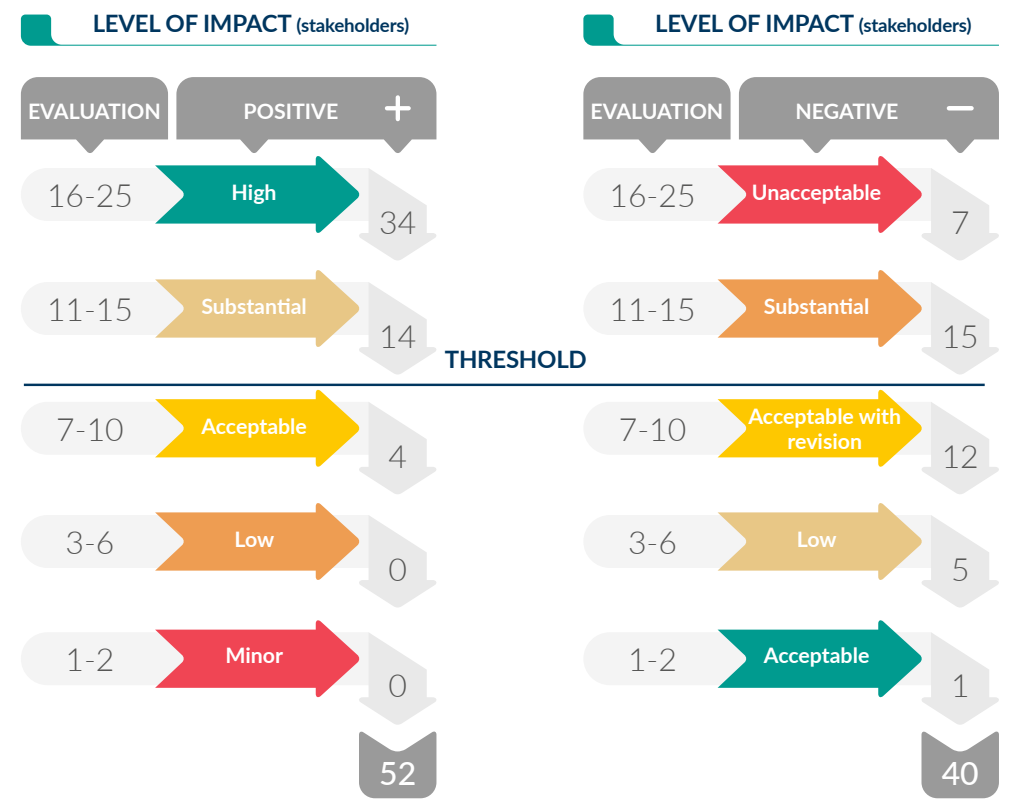 LEVEL OF IMPACT (stakeholders)
EVALUATION POSITIVE +
16-25 High 34
11-15 Substantial 14
THRESHOLD
7-10 Acceptable 4
3-6 Low 0
1-2 Minor 0
52
LEVEL OF IMPACT (stakeholders)
EVALUATION NEGATIVE −
16-25 Unacceptable 7
11-15 Substantial 15
7-10 Acceptable with
revision 12
3-6 Low 5
1-2 Acceptable 1
40